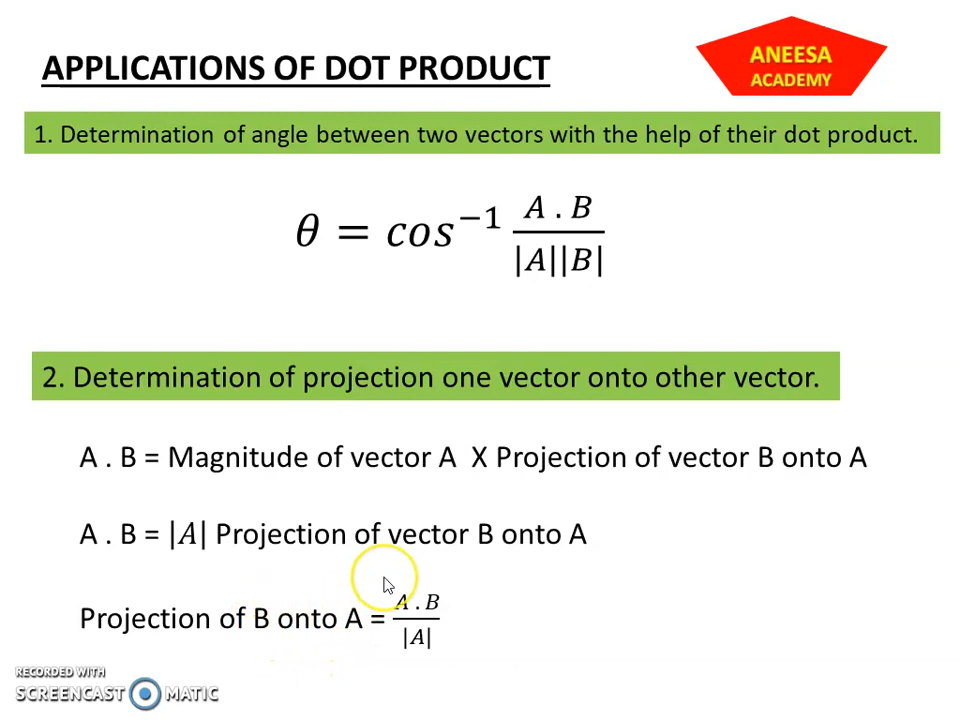 APPLICATIONS OF DOT PRODUCT
ANEESA
ACADEMY
1. Determination of angle between two vectors with the help of their dot product.
θ = cos⁻¹ A . B / |A||B|
2. Determination of projection one vector onto other vector.
A . B = Magnitude of vector A X Projection of vector B onto A
A . B = |A| Projection of vector B onto A
Projection of B onto A = A . B / |A|
RECORDED WITH
SCREENCAST MATIC